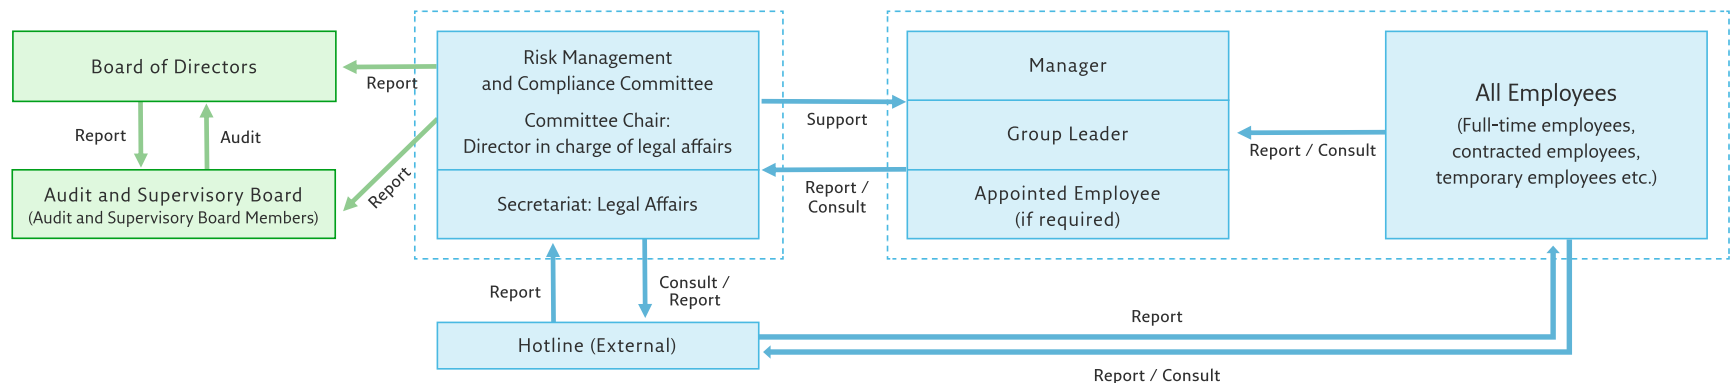 Board of Directors
Report
Report
Audit
Audit and Supervisory Board
(Audit and Supervisory Board Members)
Report
Risk Management
and Compliance Committee
Committee Chair:
Director in charge of legal affairs
Secretariat: Legal Affairs
Support
Report /
Consult
Manager
Group Leader
Appointed Employee
(if required)
Report / Consult
All Employees
(Full-time employees,
contracted employees,
temporary employees etc.)
Report
Consult /
Report
Hotline (External)
Report
Report / Consult